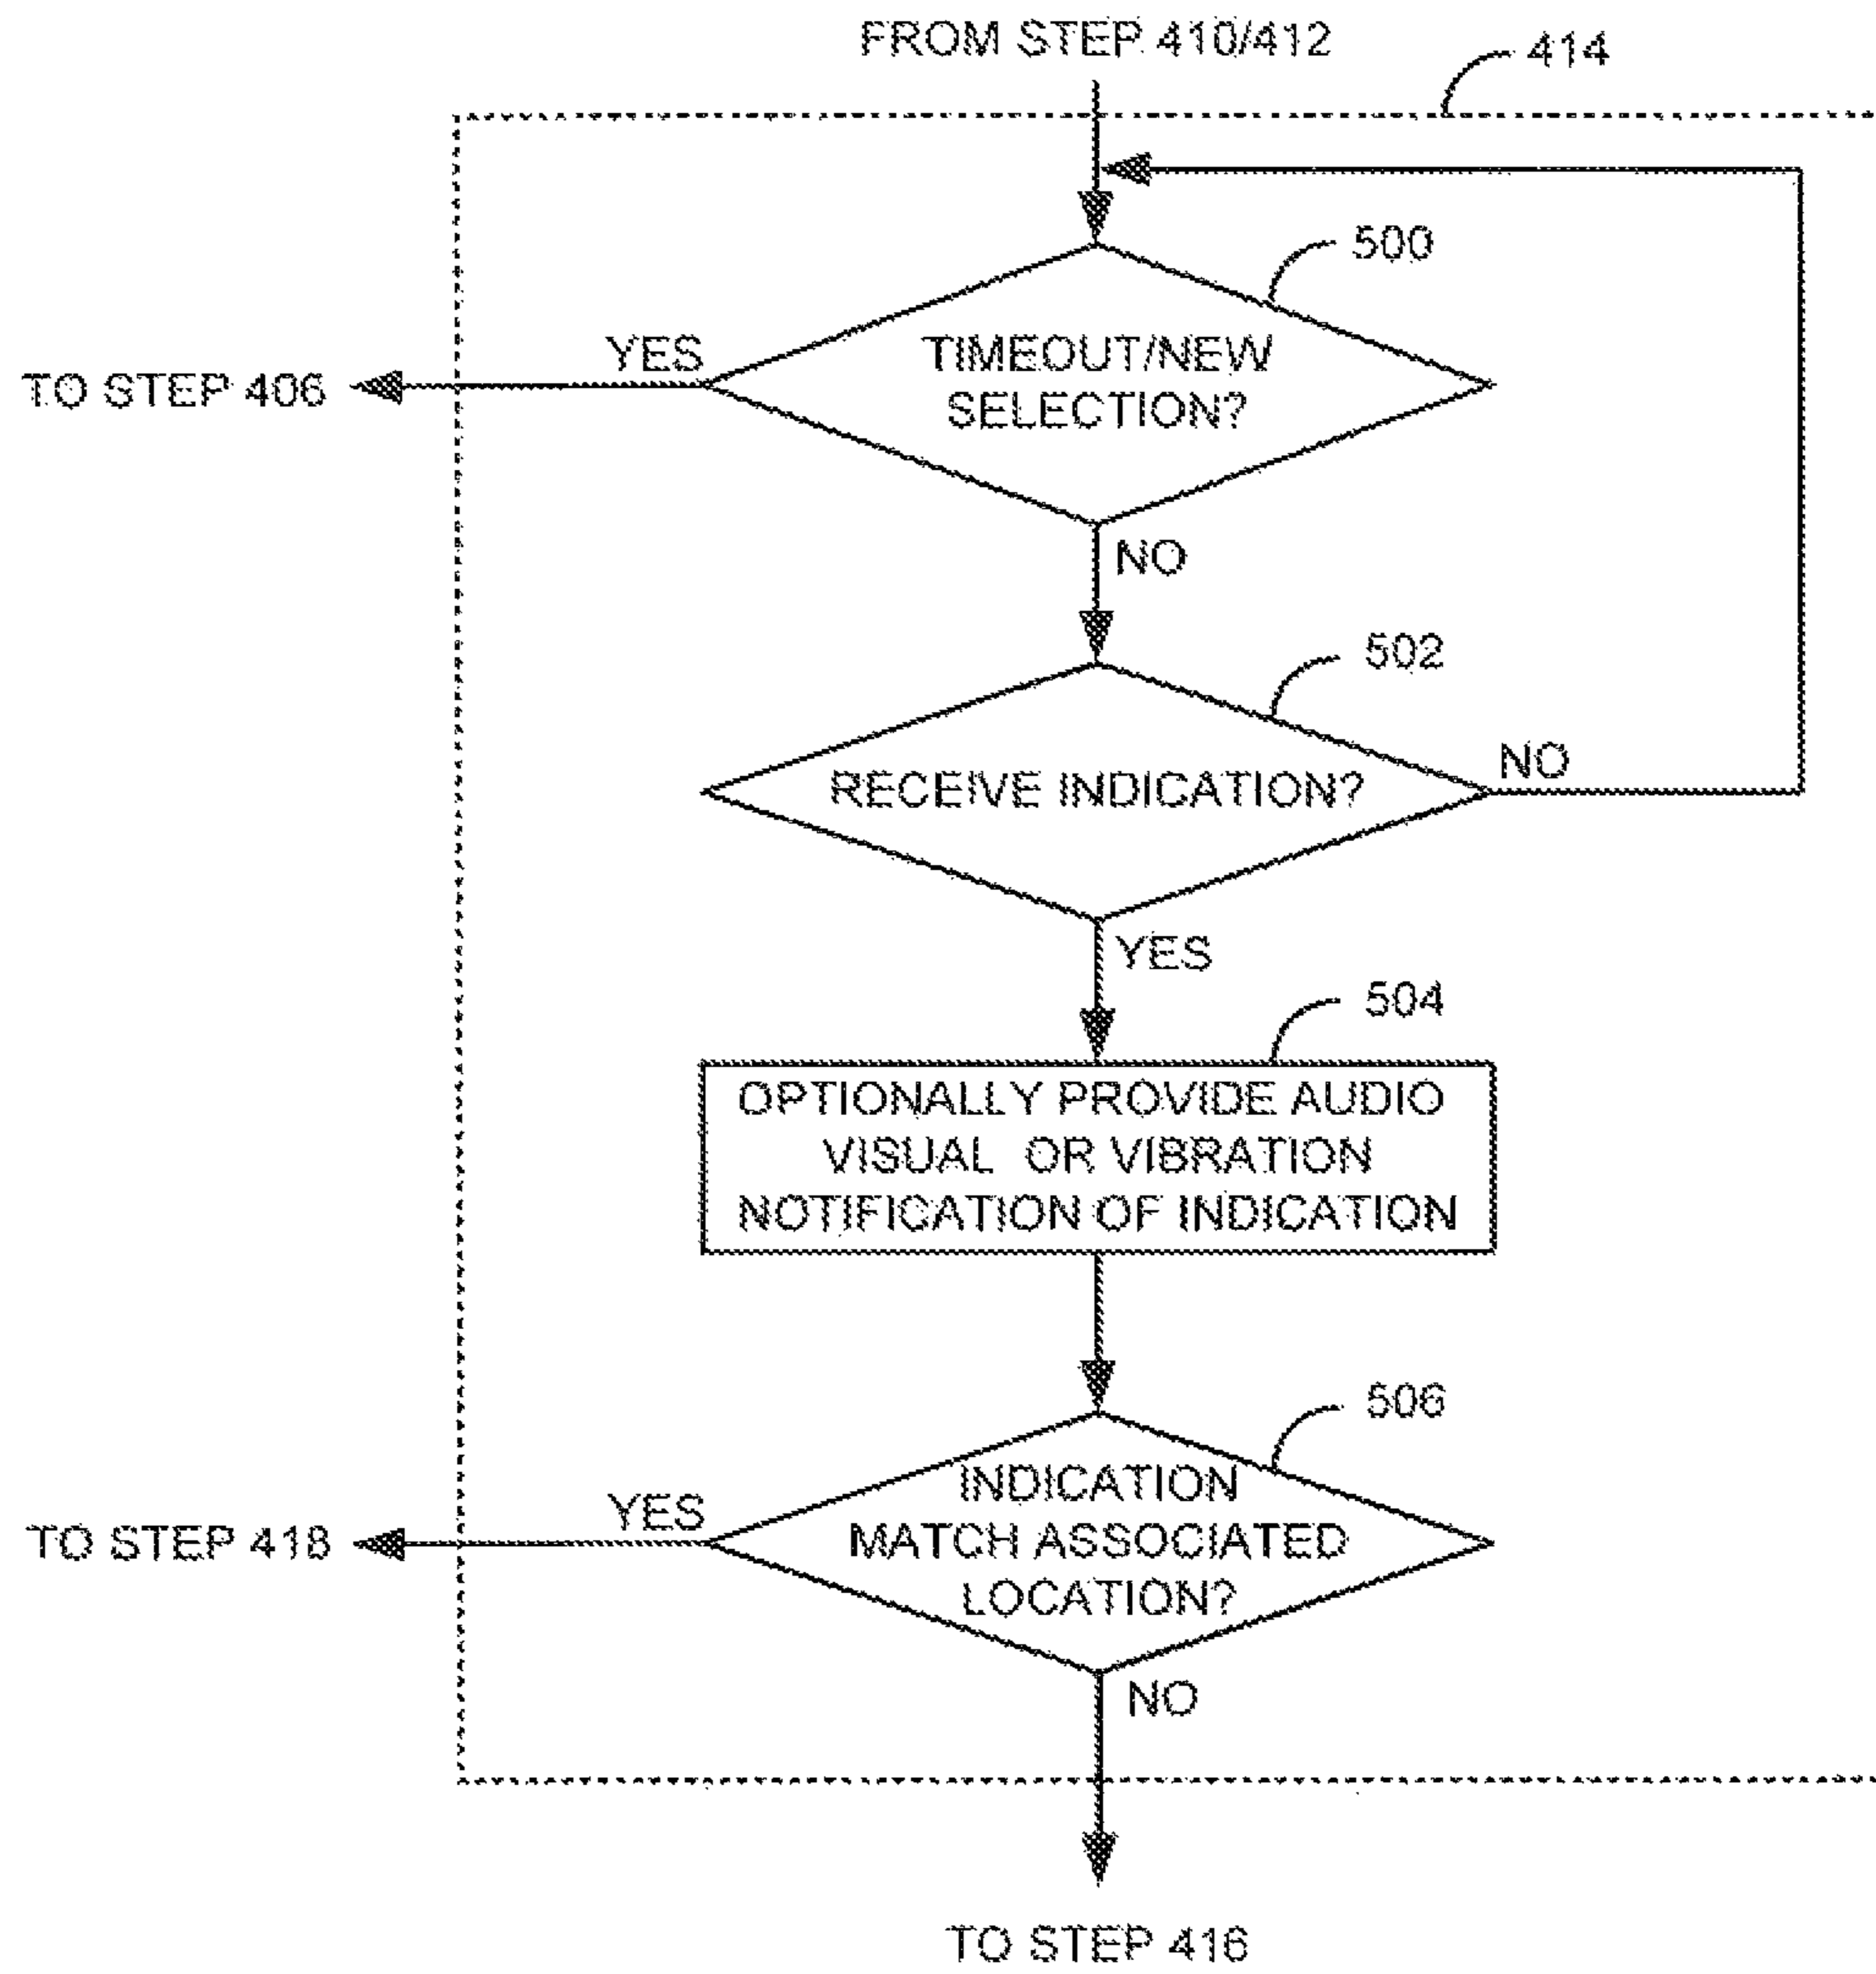 FROM STEP 410/412
414
500
TIMEOUT/NEW
SELECTION?
YES
TO STEP 406
NO
502
RECEIVE INDICATION?
NO
YES
504
OPTIONALLY PROVIDE AUDIO
VISUAL OR VIBRATION
NOTIFICATION OF INDICATION
506
INDICATION
MATCH ASSOCIATED
LOCATION?
YES
TO STEP 418
NO
TO STEP 416